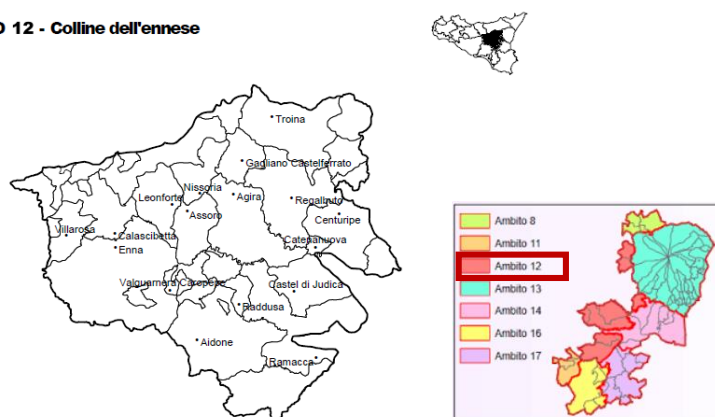 O 12 - Colline dell'ennese
Troina
Gagliano Castelferrato
Nissoria
Leonforte
Agira
Regalbuto
Assoro
Centuripe
Villarosa
Calascibetta
Enna
Catenanuova
Valguarnera Caropepe
Castel di Judica
Raddusa
Aidone
Ramacca
Ambito 8
Ambito 11
Ambito 12
Ambito 13
Ambito 14
Ambito 16
Ambito 17